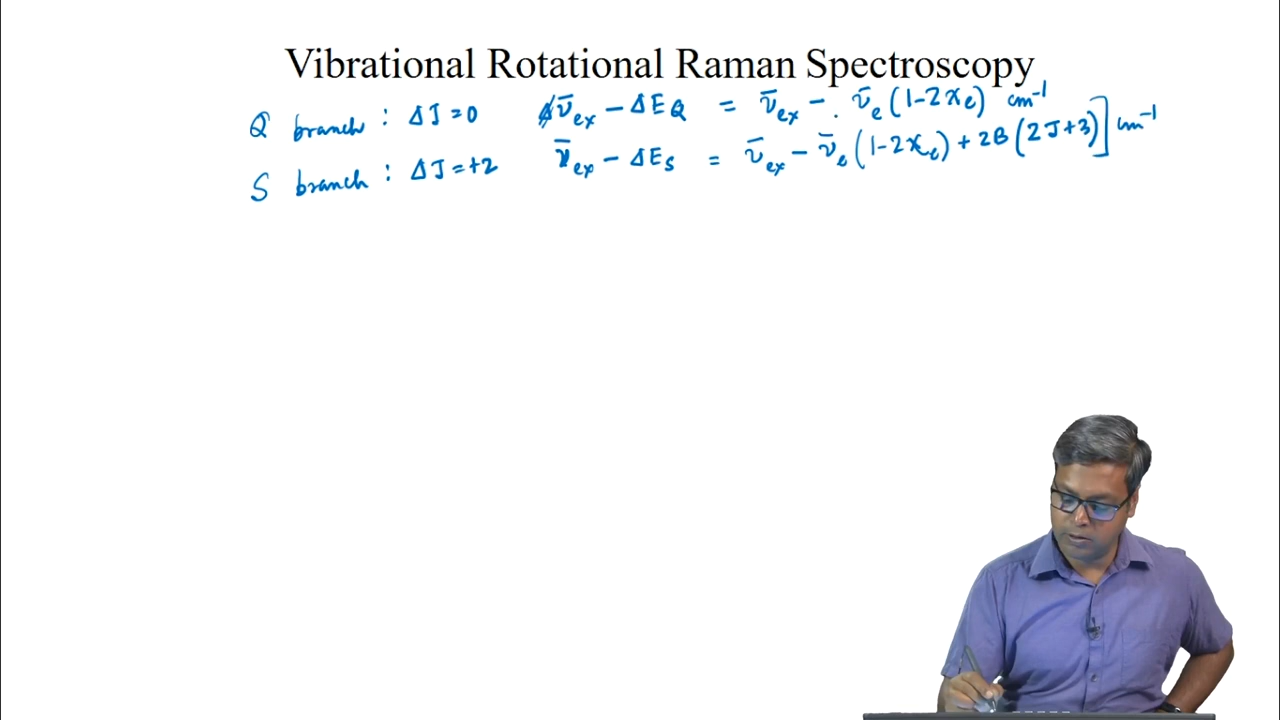 Vibrational Rotational Raman Spectroscopy
Q branch : ΔJ=0 ν̄ex − ΔEQ = ν̄ex − ν̄e(1−2xe) cm⁻¹
S branch : ΔJ=+2 ν̄ex − ΔES = ν̄ex − ν̄e(1−2xe) + 2B(2J+3)] cm⁻¹